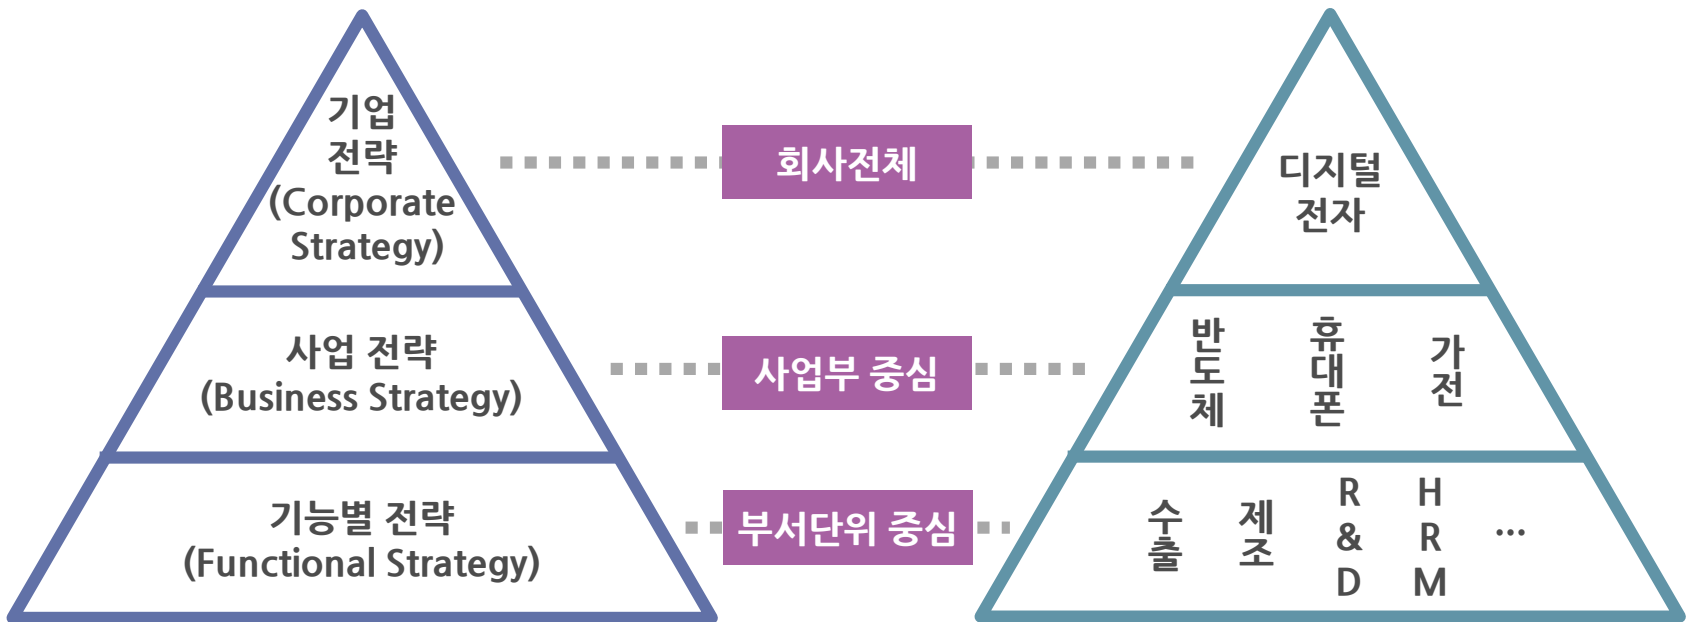 기업
전략
(Corporate
Strategy)
회사전체
디지털
전자
사업 전략
(Business Strategy)
사업부 중심
반도체
휴대폰
가전
기능별 전략
(Functional Strategy)
부서단위 중심
수출
제조
R&D
HRM
...